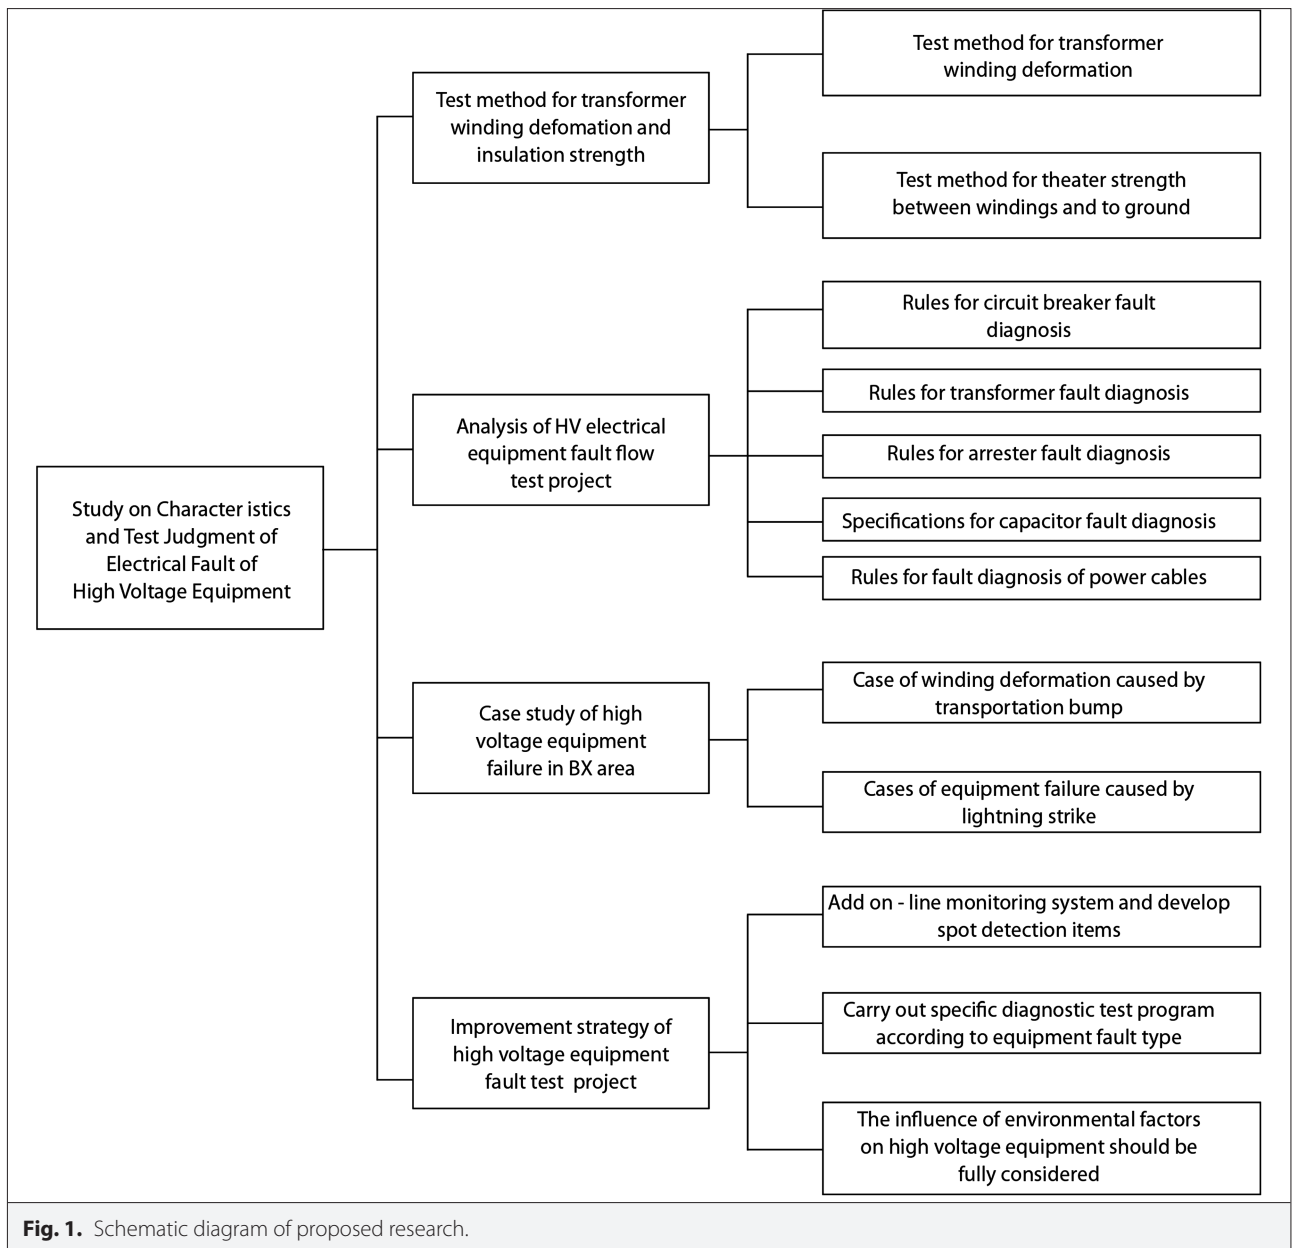 Study on Character istics
and Test Judgment of
Electrical Fault of
High Voltage Equipment
Test method for transformer
winding defomation and
insulation strength
Test method for transformer
winding deformation
Test method for theater strength
between windings and to ground
Analysis of HV electrical
equipment fault flow
test project
Rules for circuit breaker fault
diagnosis
Rules for transformer fault diagnosis
Rules for arrester fault diagnosis
Specifications for capacitor fault diagnosis
Rules for fault diagnosis of power cables
Case study of high
voltage equipment
failure in BX area
Case of winding deformation caused by
transportation bump
Cases of equipment failure caused by
lightning strike
Improvement strategy of
high voltage equipment
fault test project
Add on - line monitoring system and develop
spot detection items
Carry out specific diagnostic test program
according to equipment fault type
The influence of environmental factors
on high voltage equipment should be
fully considered
Fig. 1. Schematic diagram of proposed research.